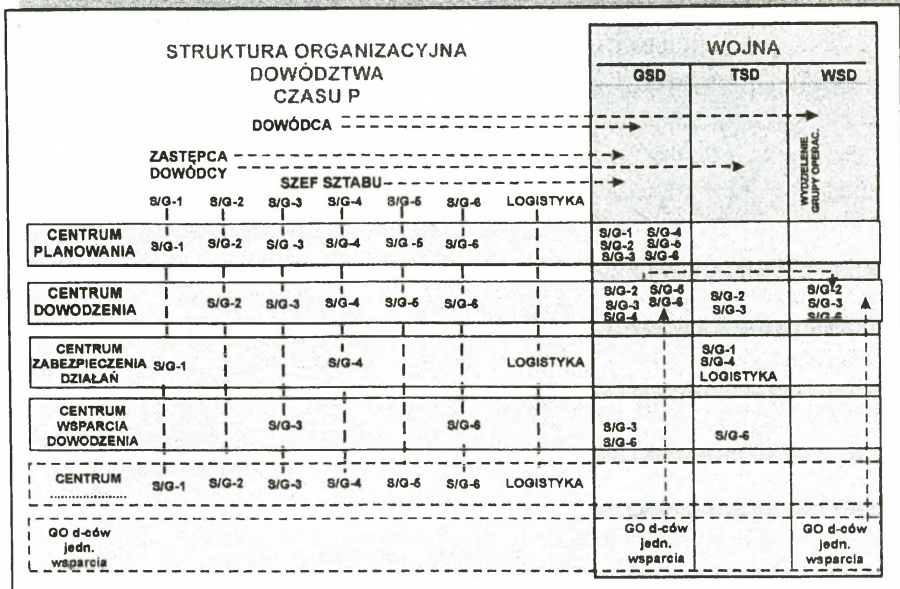 STRUKTURA ORGANIZACYJNA
DOWÓDZTWA
CZASU P
WOJNA
GSD TSD WSD
DOWÓDCA
ZASTĘPCA
DOWÓDCY
SZEF SZTABU
WYDZIELENIE
GRUPY OPERAC.
S/G-1 S/G-2 S/G-3 S/G-4 S/G-5 S/G-6 LOGISTYKA
CENTRUM
PLANOWANIA
S/G-1 S/G-2 S/G-3 S/G-4 S/G-5 S/G-6
S/G-1 S/G-4
S/G-2 S/G-5
S/G-3 S/G-6
CENTRUM
DOWODZENIA
S/G-2 S/G-3 S/G-4 S/G-5 S/G-6
S/G-2 S/G-5
S/G-3 S/G-6
S/G-4
S/G-2
S/G-3
S/G-2
S/G-3
S/G-6
CENTRUM
ZABEZPIECZENIA
DZIAŁAŃ
S/G-1 S/G-4 LOGISTYKA
S/G-1
S/G-4
LOGISTYKA
CENTRUM
WSPARCIA
DOWODZENIA
S/G-3 S/G-6
S/G-3
S/G-6
S/G-6
CENTRUM
....................
S/G-1 S/G-2 S/G-3 S/G-4 S/G-5 S/G-6 LOGISTYKA
GO d-ców
jedn.
wsparcia
GO d-ców
jedn.
wsparcia
GO d-ców
jedn.
wsparcia